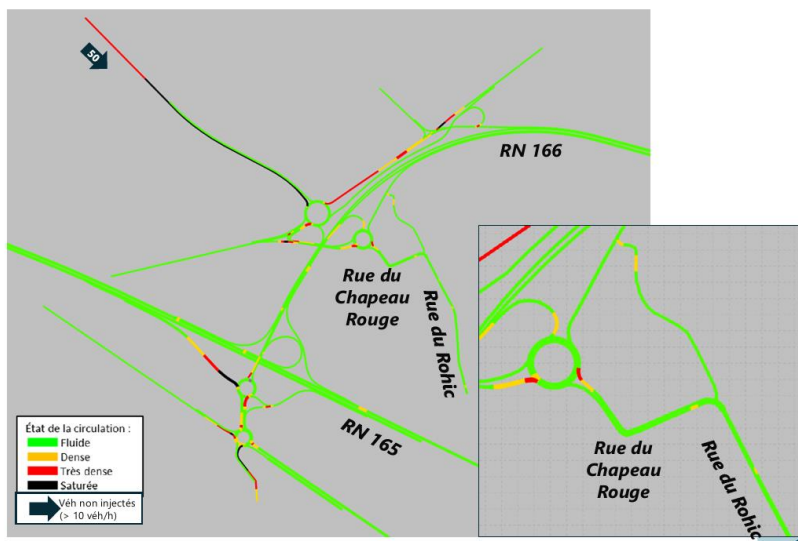 50
RN 166
Rue du
Chapeau
Rouge
Rue du Rohic
RN 165
État de la circulation :
Fluide
Dense
Très dense
Saturée
Véh non injectés
(> 10 véh/h)
Rue du
Chapeau
Rouge
Rue du Rohic